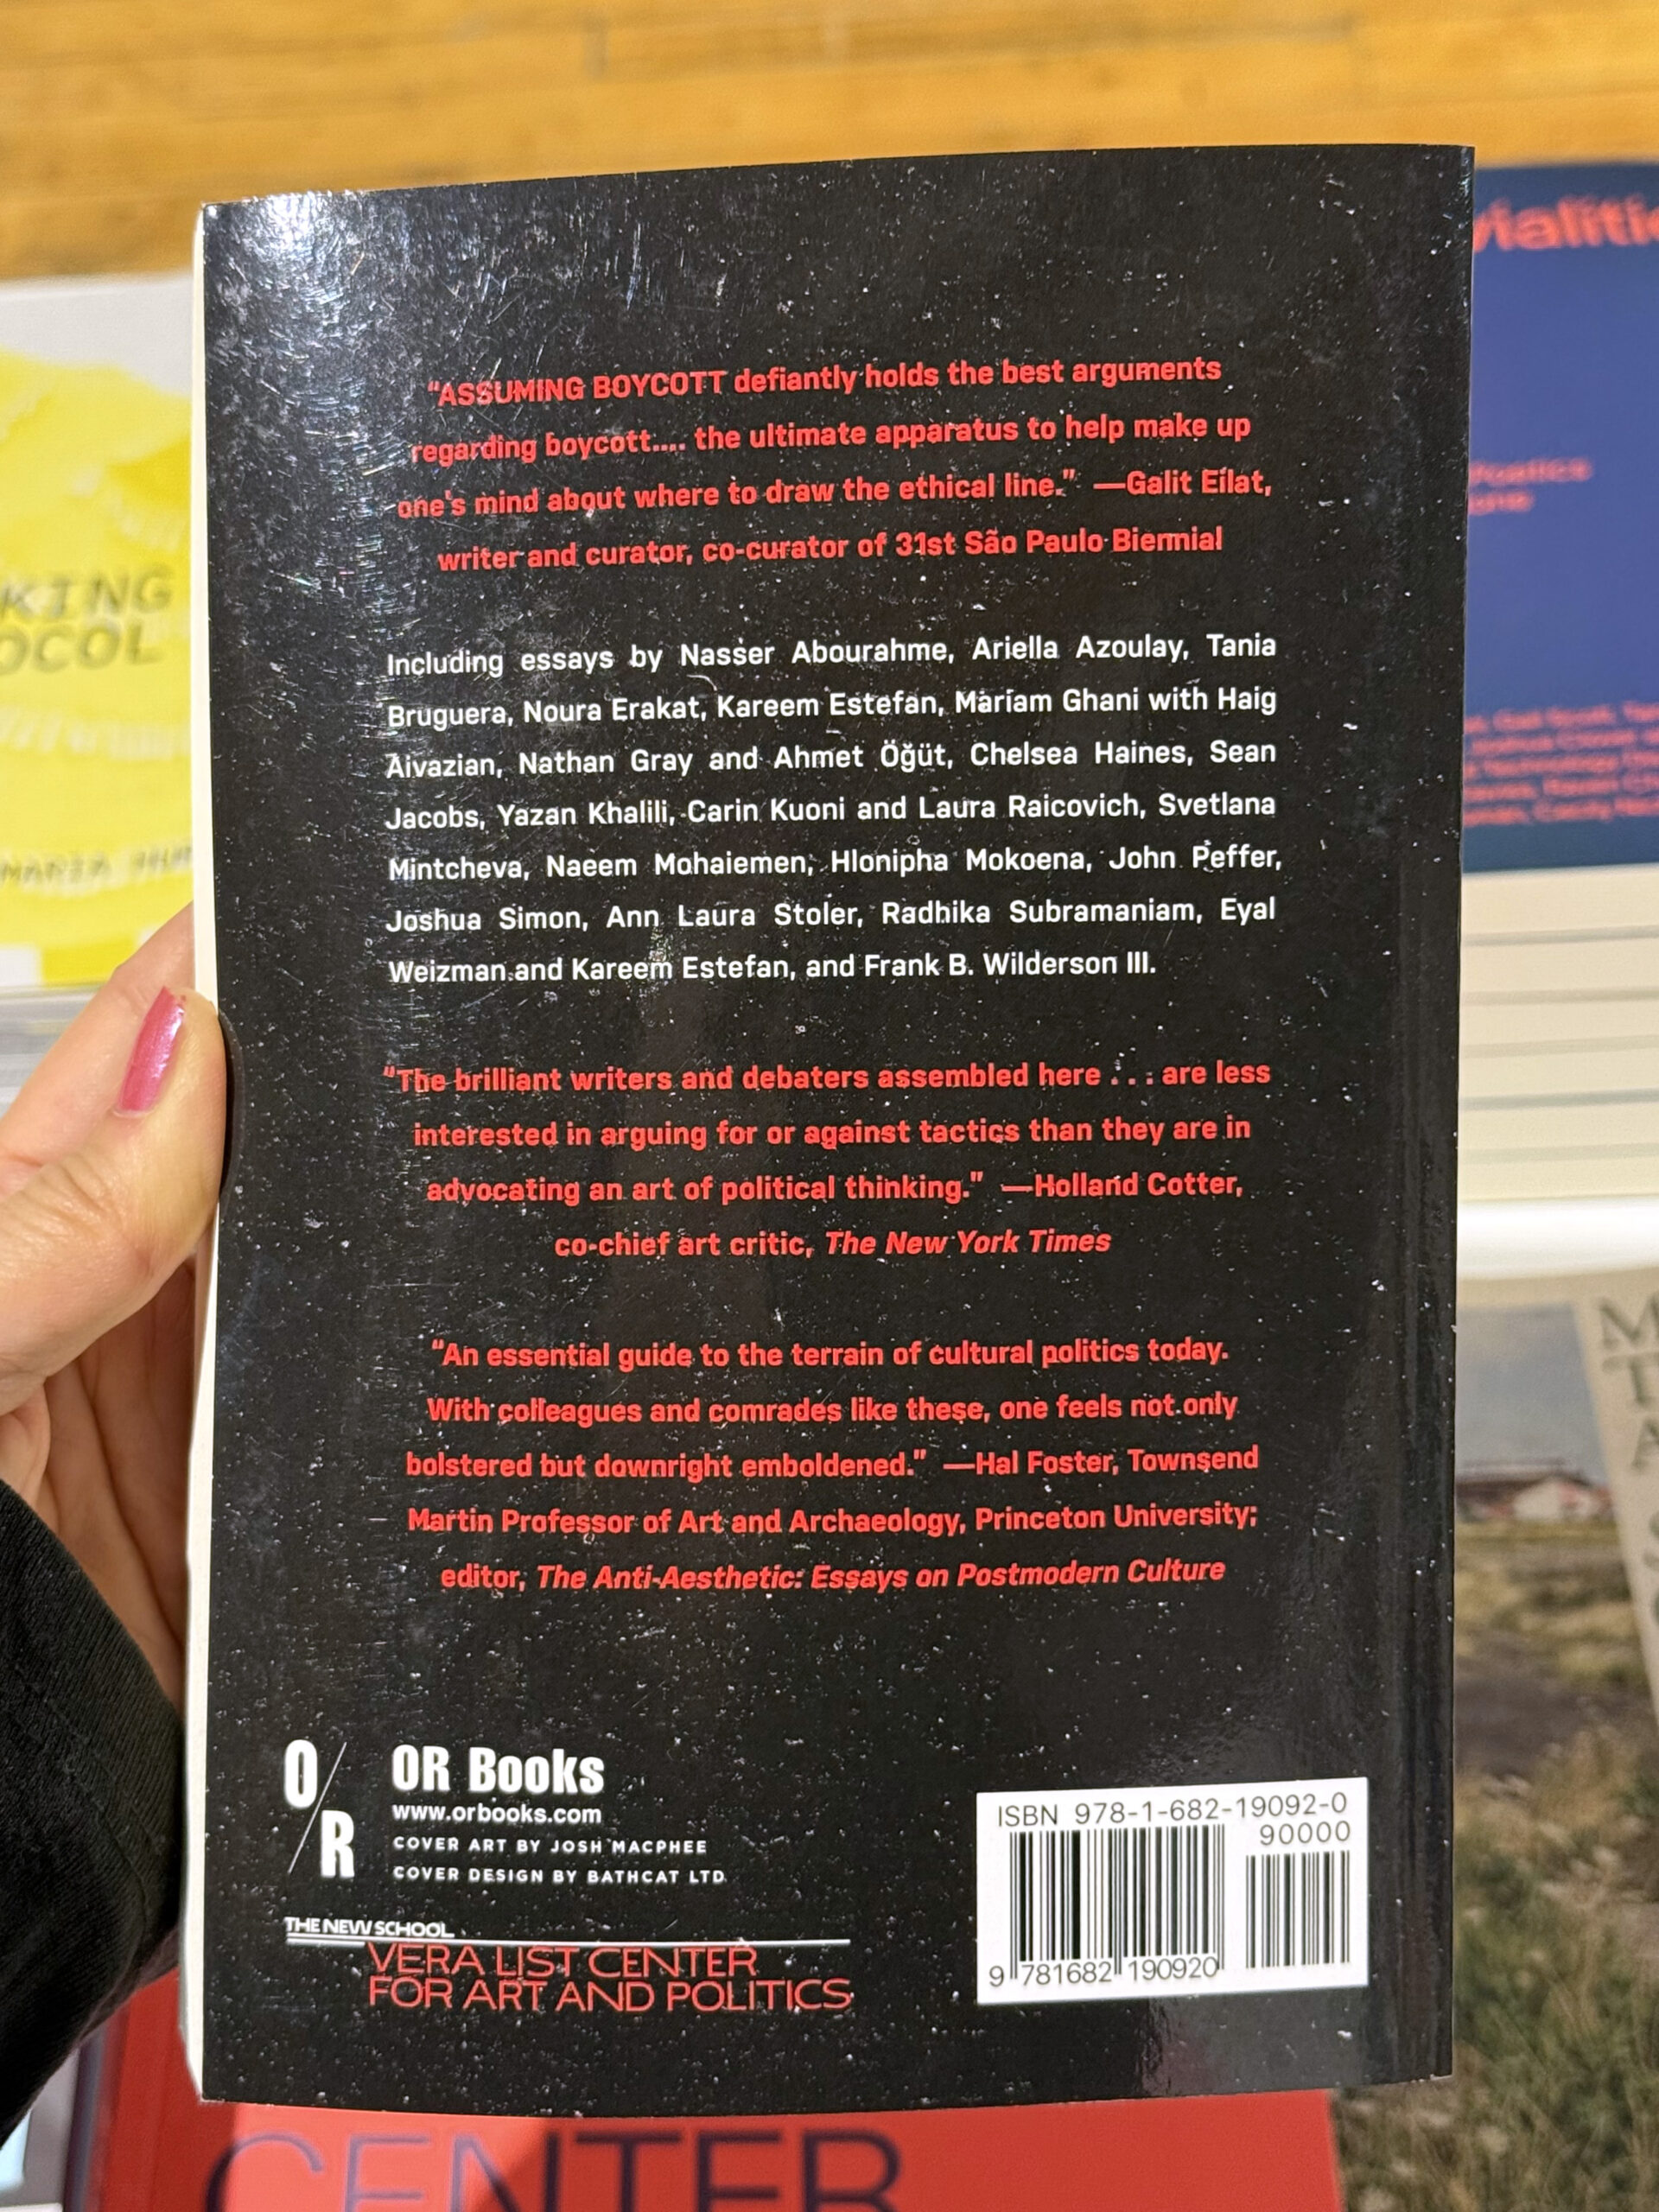 "ASSUMING BOYCOTT defiantly holds the best arguments
regarding boycott.... the ultimate apparatus to help make up
one's mind about where to draw the ethical line." —Galit Eilat,
writer and curator, co-curator of 31st São Paulo Biennial
Including essays by Nasser Abourahme, Ariella Azoulay, Tania
Bruguera, Noura Erakat, Kareem Estefan, Mariam Ghani with Haig
Aivazian, Nathan Gray and Ahmet Öğüt, Chelsea Haines, Sean
Jacobs, Yazan Khalili, Carin Kuoni and Laura Raicovich, Svetlana
Mintcheva, Naeem Mohaiemen, Hlonipha Mokoena, John Peffer,
Joshua Simon, Ann Laura Stoler, Radhika Subramaniam, Eyal
Weizman and Kareem Estefan, and Frank B. Wilderson III.
"The brilliant writers and debaters assembled here . . . are less
interested in arguing for or against tactics than they are in
advocating an art of political thinking." —Holland Cotter,
co-chief art critic, The New York Times
"An essential guide to the terrain of cultural politics today.
With colleagues and comrades like these, one feels not only
bolstered but downright emboldened." —Hal Foster, Townsend
Martin Professor of Art and Archaeology, Princeton University;
editor, The Anti-Aesthetic: Essays on Postmodern Culture
O/R
OR Books
www.orbooks.com
COVER ART BY JOSH MACPHEE
COVER DESIGN BY BATHCAT LTD
THE NEW SCHOOL
VERA LIST CENTER
FOR ART AND POLITICS
ISBN 978-1-682-19092-0
90000
9 781682 190920
KING
OCOL
MARIA HUP
vialitie
Poetics
CENTER